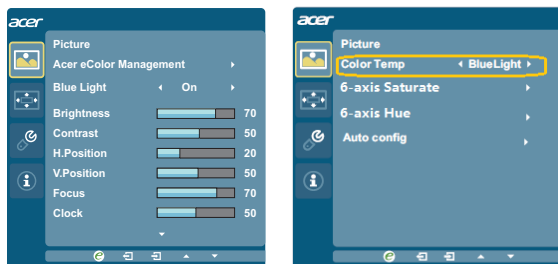 acer
Picture
Acer eColor Management
Blue Light On
Brightness 70
Contrast 50
H.Position 20
V.Position 50
Focus 70
Clock 50
acer
Picture
Color Temp BlueLight
6-axis Saturate
6-axis Hue
Auto config